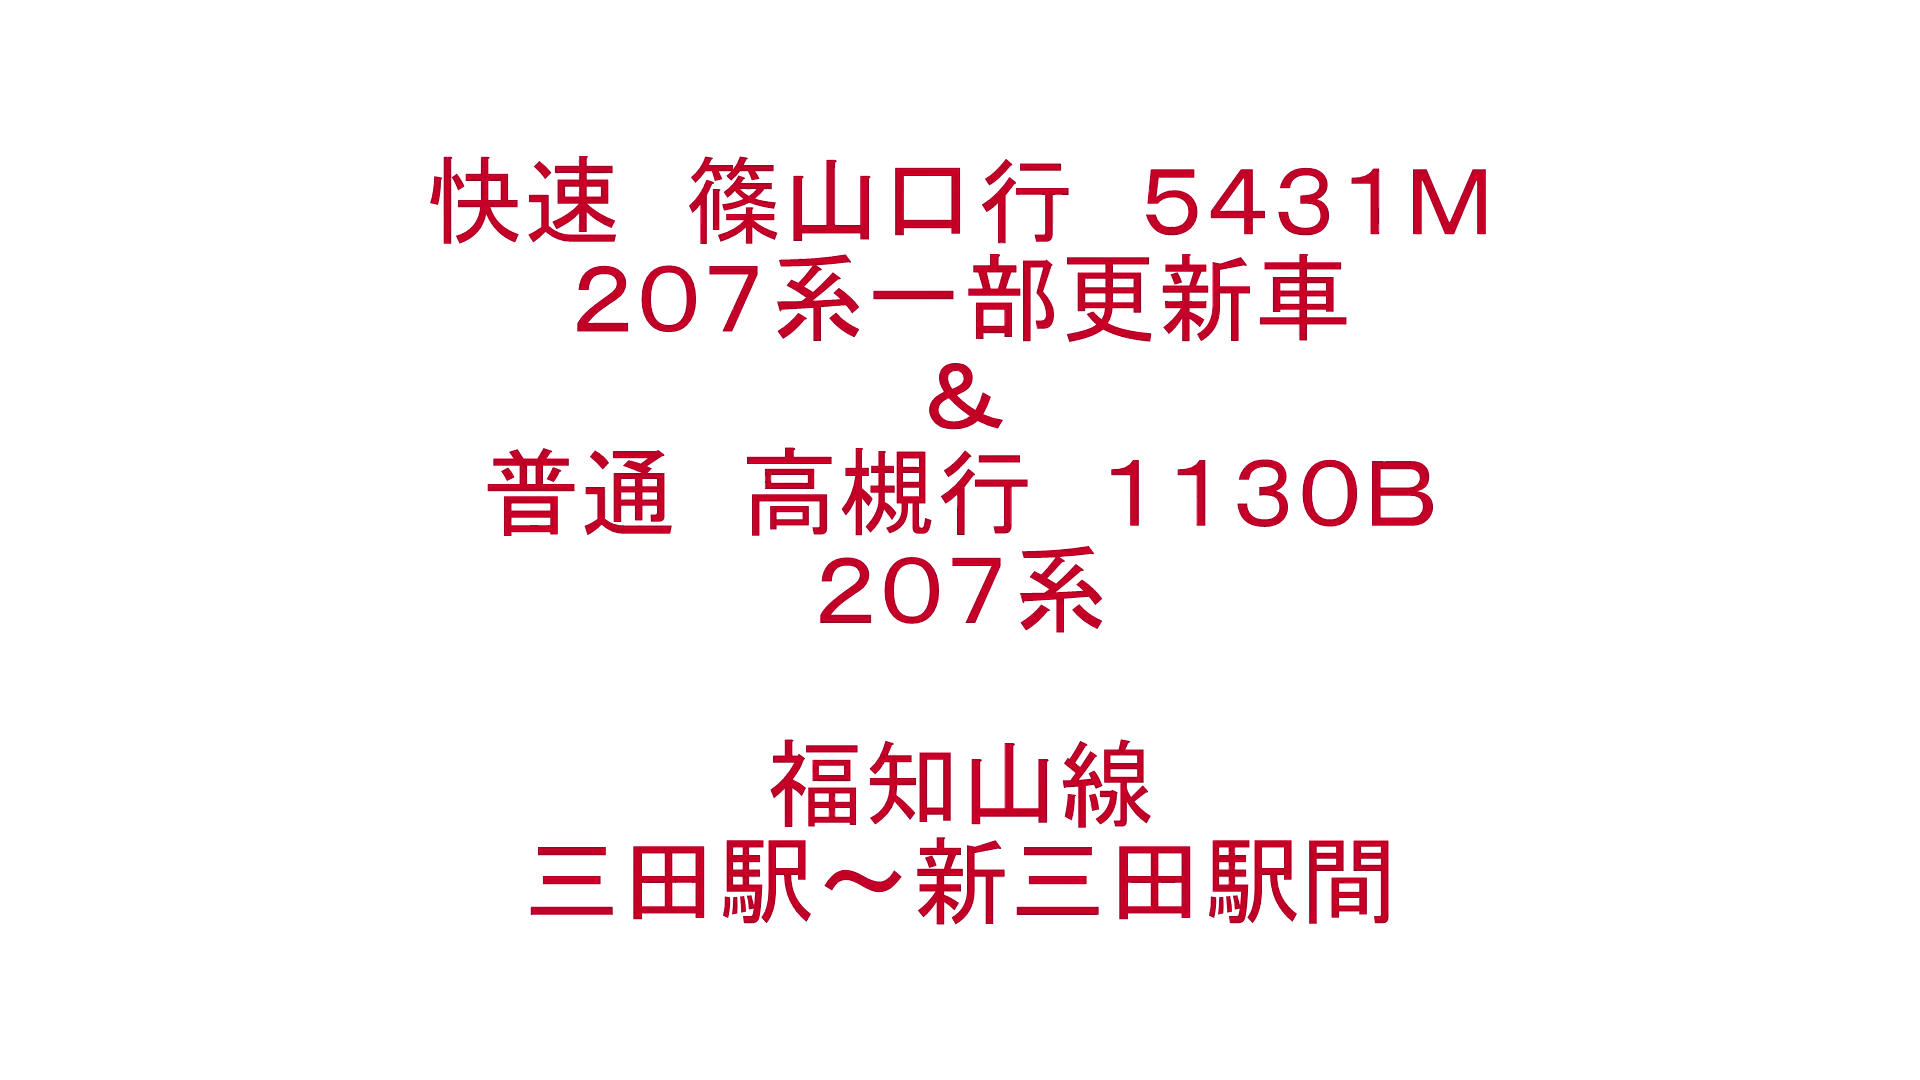 快速　篠山口行　５４３１Ｍ
２０７系一部更新車
＆
普通　高槻行　１１３０Ｂ
２０７系
福知山線
三田駅～新三田駅間